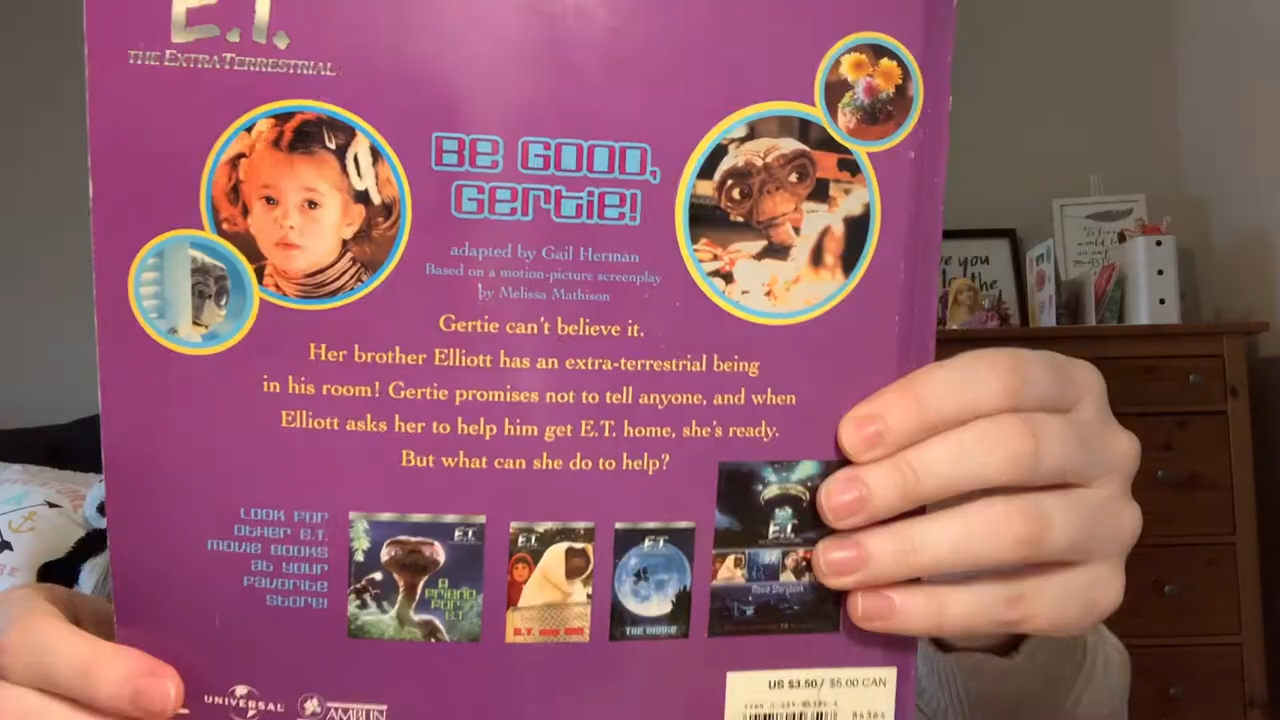 E.T.
THE EXTRA-TERRESTRIAL
BE GOOD,
GERTIE!
adapted by Gail Herman
Based on a motion-picture screenplay
by Melissa Mathison
Gertie can't believe it.
Her brother Elliott has an extra-terrestrial being
in his room! Gertie promises not to tell anyone, and when
Elliott asks her to help him get E.T. home, she's ready.
But what can she do to help?
LOOK FOR
OTHER E.T.
MOVIE BOOKS
AT YOUR
FAVORITE
STORE!
E.T.
A
FRIEND
FOR
E.T.
E.T.
E.T. AND ME
E.T.
THE MOVIE
E.T.
Movie Storybook
UNIVERSAL
AMBLIN
US $3.50 / $5.00 CAN
you
the